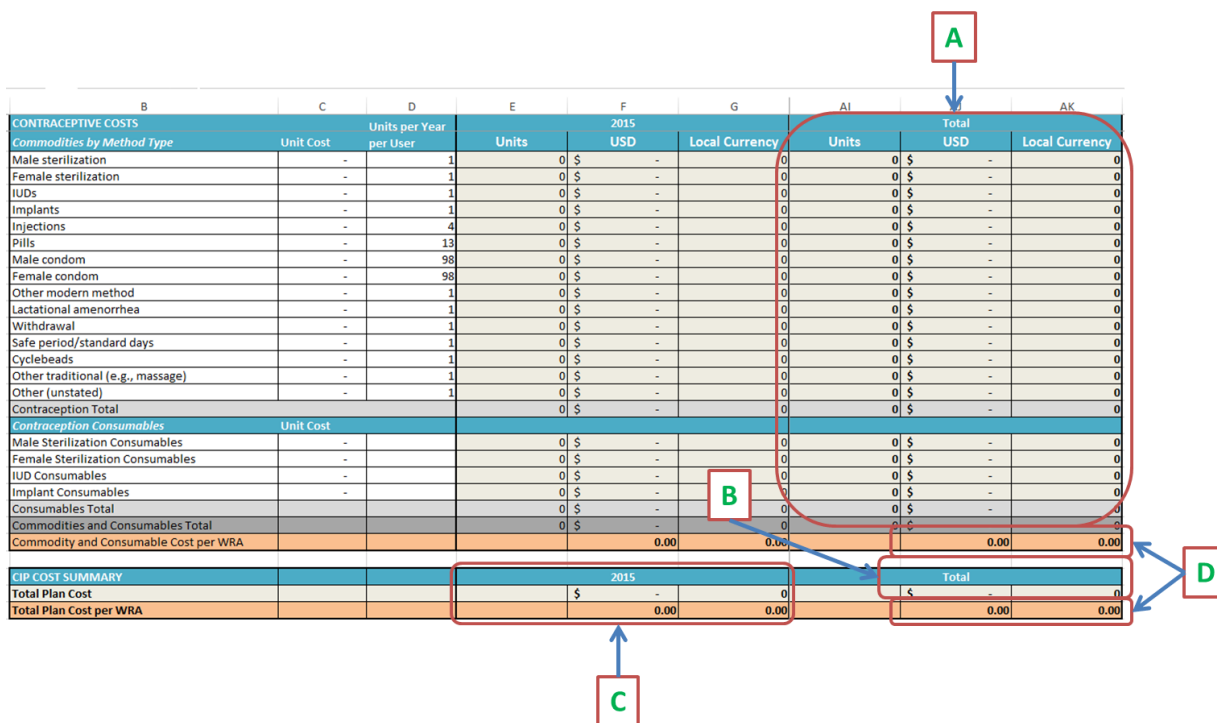 A
B C D E F G AI AK
CONTRACEPTIVE COSTS Units per Year per User 2015 Total
Commodities by Method Type Unit Cost Units USD Local Currency Units USD Local Currency
Male sterilization - 1 0 $ - 0 0 $ - 0
Female sterilization - 1 0 $ - 0 0 $ - 0
IUDs - 1 0 $ - 0 0 $ - 0
Implants - 1 0 $ - 0 0 $ - 0
Injections - 4 0 $ - 0 0 $ - 0
Pills - 13 0 $ - 0 0 $ - 0
Male condom - 98 0 $ - 0 0 $ - 0
Female condom - 98 0 $ - 0 0 $ - 0
Other modern method - 1 0 $ - 0 0 $ - 0
Lactational amenorrhea - 1 0 $ - 0 0 $ - 0
Withdrawal - 1 0 $ - 0 0 $ - 0
Safe period/standard days - 1 0 $ - 0 0 $ - 0
Cyclebeads - 1 0 $ - 0 0 $ - 0
Other traditional (e.g., massage) - 1 0 $ - 0 0 $ - 0
Other (unstated) - 1 0 $ - 0 0 $ - 0
Contraception Total 0 $ - 0 0 $ - 0
Contraception Consumables Unit Cost
Male Sterilization Consumables - 0 $ - 0 0 $ - 0
Female Sterilization Consumables - 0 $ - 0 0 $ - 0
IUD Consumables - 0 $ - 0 0 $ - 0
Implant Consumables - 0 $ - 0 0 $ - 0
B
Consumables Total 0 $ - 0 0 $ - 0
Commodities and Consumables Total 0 $ - 0 0 $ - 0
Commodity and Consumable Cost per WRA 0.00 0.00 0.00 0.00
D
CIP COST SUMMARY 2015 Total
Total Plan Cost $ - 0 $ - 0
Total Plan Cost per WRA 0.00 0.00 0.00 0.00
C